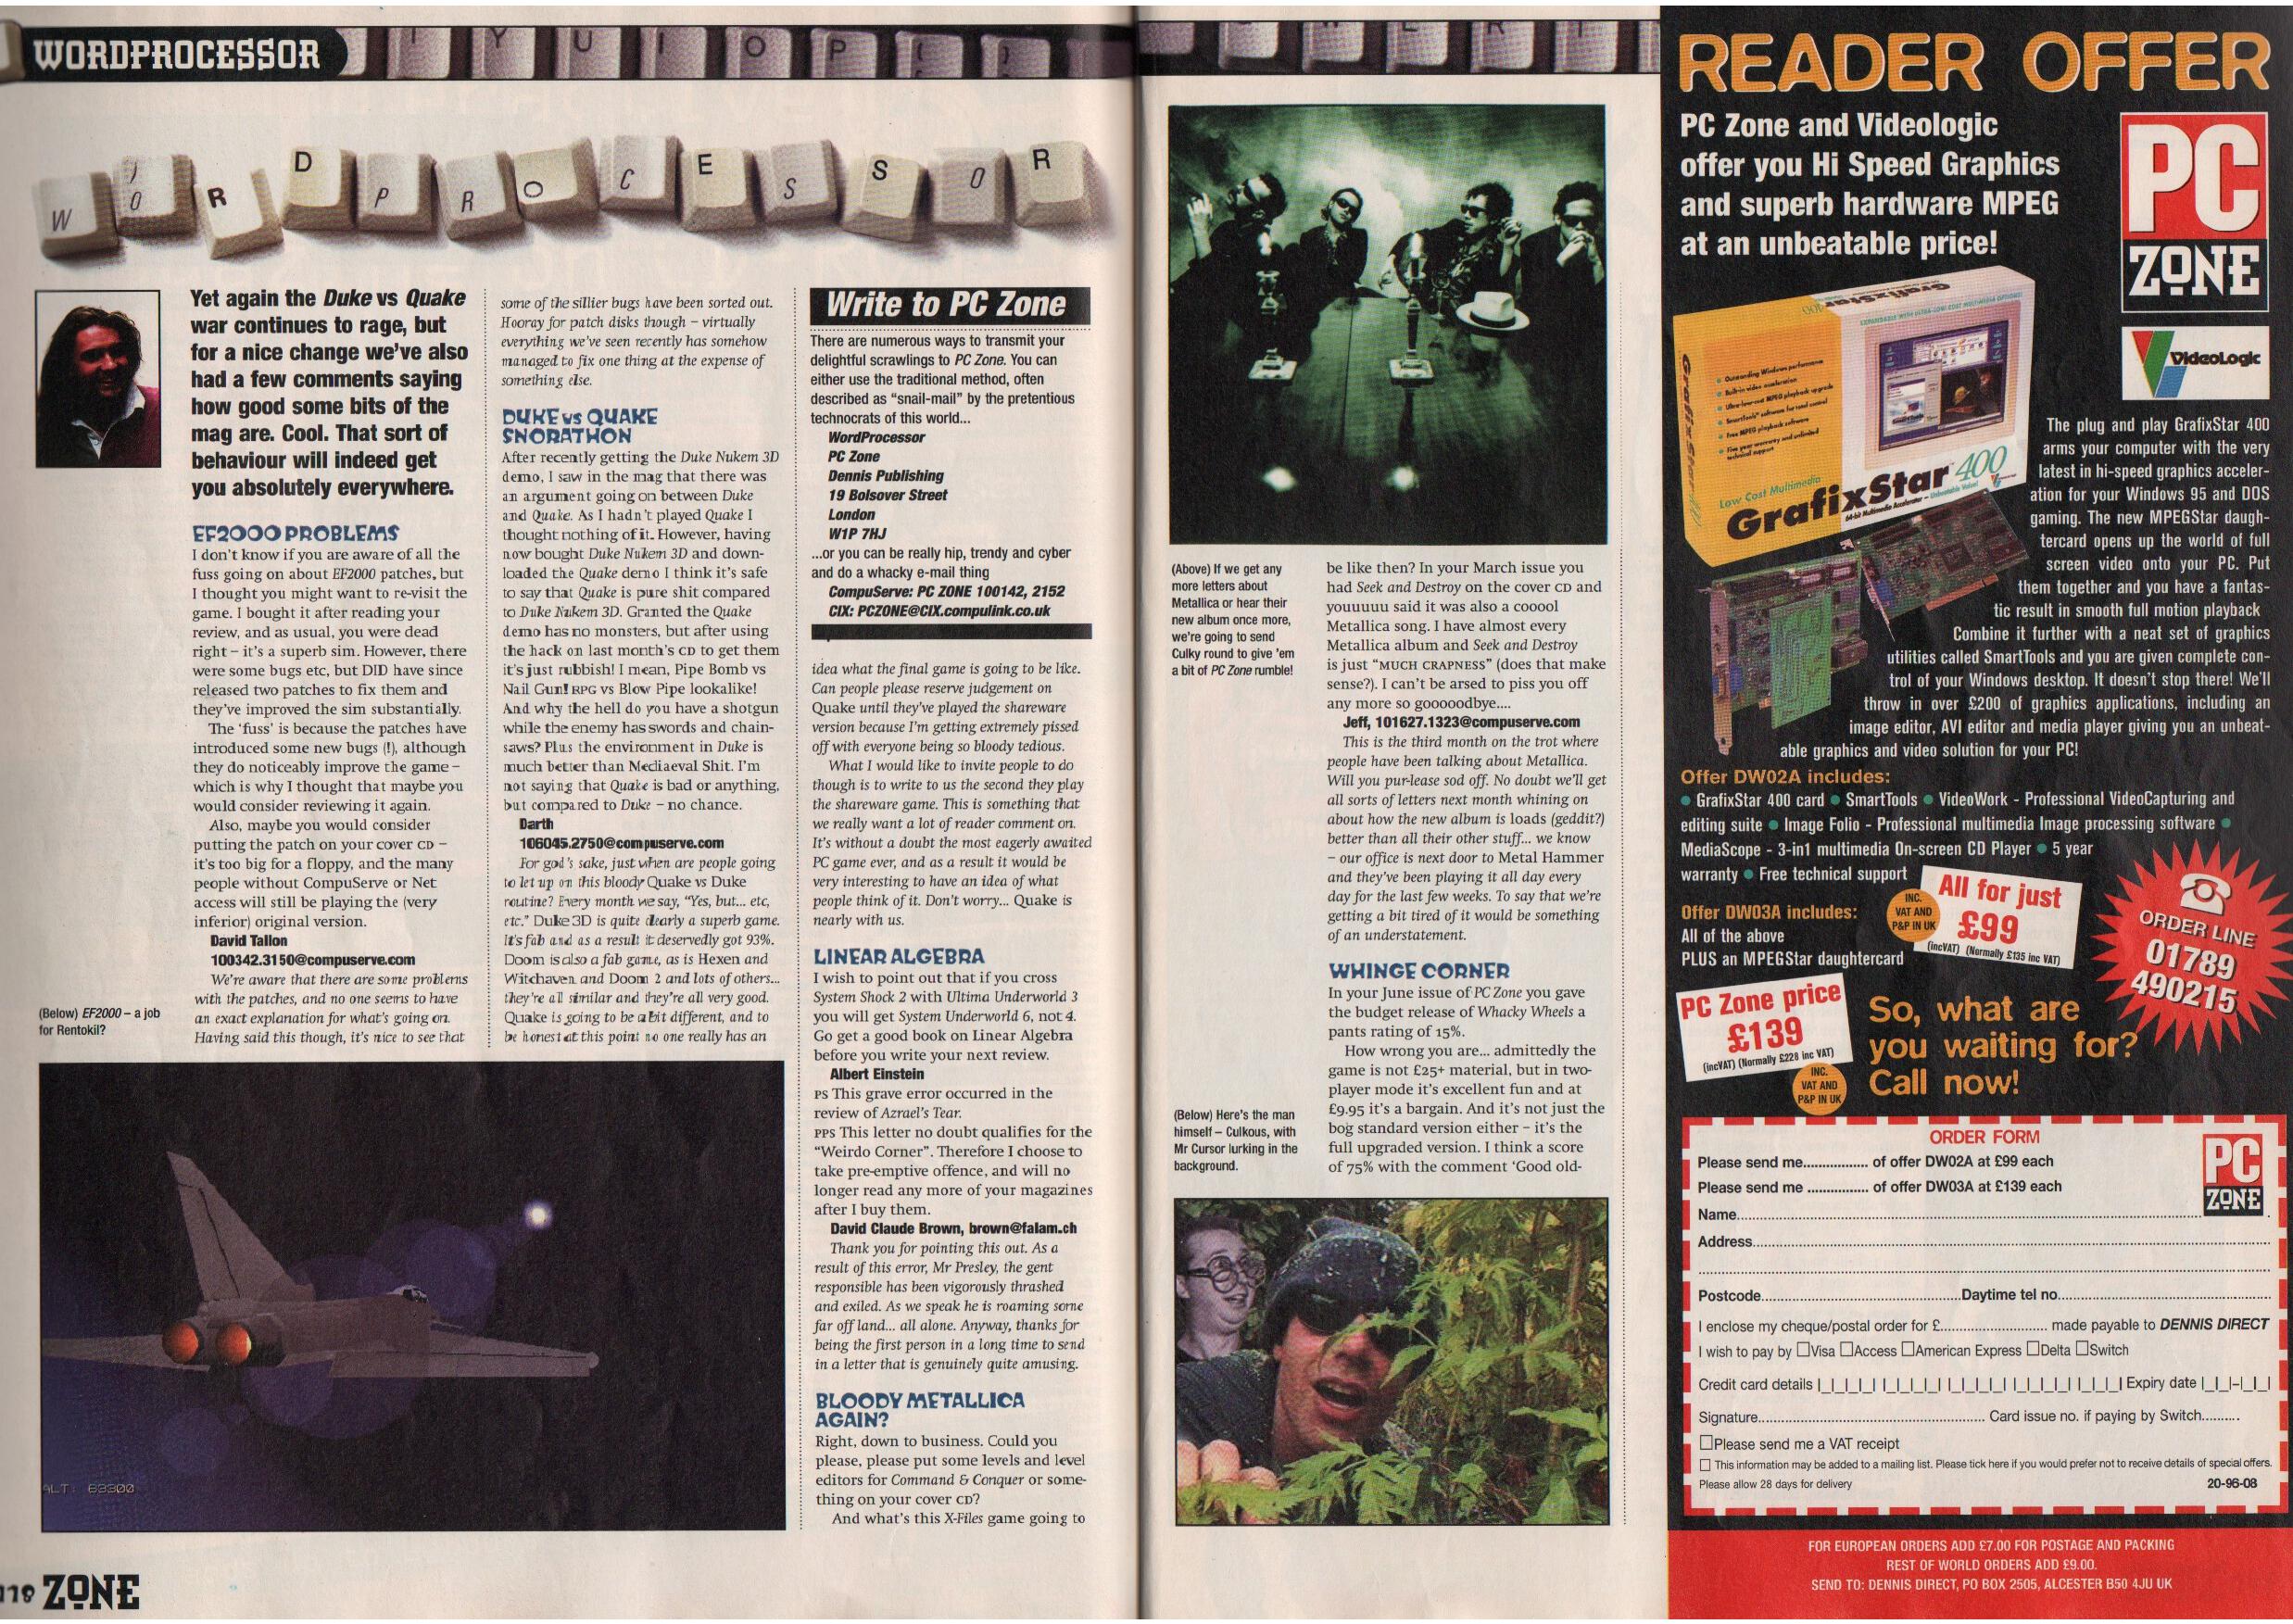 WORDPROCESSOR
Y U I O P
WORDPROCESSOR
Yet again the Duke vs Quake
war continues to rage, but
for a nice change we've also
had a few comments saying
how good some bits of the
mag are. Cool. That sort of
behaviour will indeed get
you absolutely everywhere.
EF2000 PROBLEMS
I don't know if you are aware of all the
fuss going on about EF2000 patches, but
I thought you might want to re-visit the
game. I bought it after reading your
review, and as usual, you were dead
right – it's a superb sim. However, there
were some bugs etc, but DID have since
released two patches to fix them and
they've improved the sim substantially.
The 'fuss' is because the patches have
introduced some new bugs (!), although
they do noticeably improve the game –
which is why I thought that maybe you
would consider reviewing it again.
Also, maybe you would consider
putting the patch on your cover CD –
it's too big for a floppy, and the many
people without CompuServe or Net
access will still be playing the (very
inferior) original version.
David Tallon
100342.3150@compuserve.com
We're aware that there are some problems
with the patches, and no one seems to have
an exact explanation for what's going on.
Having said this though, it's nice to see that
(Below) EF2000 – a job
for Rentokil?
ALT: 63300
some of the sillier bugs have been sorted out.
Hooray for patch disks though – virtually
everything we've seen recently has somehow
managed to fix one thing at the expense of
something else.
DUKE vs QUAKE
SNORATHON
After recently getting the Duke Nukem 3D
demo, I saw in the mag that there was
an argument going on between Duke
and Quake. As I hadn't played Quake I
thought nothing of it. However, having
now bought Duke Nukem 3D and down-
loaded the Quake demo I think it's safe
to say that Quake is pure shit compared
to Duke Nukem 3D. Granted the Quake
demo has no monsters, but after using
the hack on last month's CD to get them
it's just rubbish! I mean, Pipe Bomb vs
Nail Gun! RPG vs Blow Pipe lookalike!
And why the hell do you have a shotgun
while the enemy has swords and chain-
saws? Plus the environment in Duke is
much better than Mediaeval Shit. I'm
not saying that Quake is bad or anything,
but compared to Duke – no chance.
Darth
106045.2750@compuserve.com
For god's sake, just when are people going
to let up on this bloody Quake vs Duke
routine? Every month we say, "Yes, but... etc,
etc." Duke 3D is quite clearly a superb game.
It's fab and as a result it deservedly got 93%.
Doom is also a fab game, as is Hexen and
Witchaven and Doom 2 and lots of others...
they're all similar and they're all very good.
Quake is going to be a bit different, and to
be honest at this point no one really has an
Write to PC Zone
There are numerous ways to transmit your
delightful scrawlings to PC Zone. You can
either use the traditional method, often
described as "snail-mail" by the pretentious
technocrats of this world...
WordProcessor
PC Zone
Dennis Publishing
19 Bolsover Street
London
W1P 7HJ
...or you can be really hip, trendy and cyber
and do a whacky e-mail thing
CompuServe: PC ZONE 100142, 2152
CIX: PCZONE@CIX.compulink.co.uk
idea what the final game is going to be like.
Can people please reserve judgement on
Quake until they've played the shareware
version because I'm getting extremely pissed
off with everyone being so bloody tedious.
What I would like to invite people to do
though is to write to us the second they play
the shareware game. This is something that
we really want a lot of reader comment on.
It's without a doubt the most eagerly awaited
PC game ever, and as a result it would be
very interesting to have an idea of what
people think of it. Don't worry... Quake is
nearly with us.
LINEAR ALGEBRA
I wish to point out that if you cross
System Shock 2 with Ultima Underworld 3
you will get System Underworld 6, not 4.
Go get a good book on Linear Algebra
before you write your next review.
Albert Einstein
PS This grave error occurred in the
review of Azrael's Tear.
PPS This letter no doubt qualifies for the
"Weirdo Corner". Therefore I choose to
take pre-emptive offence, and will no
longer read any more of your magazines
after I buy them.
David Claude Brown, brown@falam.ch
Thank you for pointing this out. As a
result of this error, Mr Presley, the gent
responsible has been vigorously thrashed
and exiled. As we speak he is roaming some
far off land... all alone. Anyway, thanks for
being the first person in a long time to send
in a letter that is genuinely quite amusing.
BLOODY METALLICA
AGAIN?
Right, down to business. Could you
please, please put some levels and level
editors for Command & Conquer or some-
thing on your cover CD?
And what's this X-Files game going to
ZONE
(Above) If we get any
more letters about
Metallica or hear their
new album once more,
we're going to send
Culky round to give 'em
a bit of PC Zone rumble!
be like then? In your March issue you
had Seek and Destroy on the cover CD and
youuuuu said it was also a cooool
Metallica song. I have almost every
Metallica album and Seek and Destroy
is just "MUCH CRAPNESS" (does that make
sense?). I can't be arsed to piss you off
any more so gooooodbye....
Jeff, 101627.1323@compuserve.com
This is the third month on the trot where
people have been talking about Metallica.
Will you pur-lease sod off. No doubt we'll get
all sorts of letters next month whining on
about how the new album is loads (geddit?)
better than all their other stuff... we know
– our office is next door to Metal Hammer
and they've been playing it all day every
day for the last few weeks. To say that we're
getting a bit tired of it would be something
of an understatement.
WHINGE CORNER
In your June issue of PC Zone you gave
the budget release of Whacky Wheels a
pants rating of 15%.
How wrong you are... admittedly the
game is not £25+ material, but in two-
player mode it's excellent fun and at
£9.95 it's a bargain. And it's not just the
bog standard version either – it's the
full upgraded version. I think a score
of 75% with the comment 'Good old-
(Below) Here's the man
himself – Culkous, with
Mr Cursor lurking in the
background.
READER OFFER
PC Zone and Videologic
offer you Hi Speed Graphics
and superb hardware MPEG
at an unbeatable price!
PC
ZONE
VideoLogic
Low Cost Multimedia
GrafixStar 400
64-bit Multimedia Accelerator - Unbeatable Value!
The plug and play GrafixStar 400
arms your computer with the very
latest in hi-speed graphics acceler-
ation for your Windows 95 and DOS
gaming. The new MPEGStar daugh-
tercard opens up the world of full
screen video onto your PC. Put
them together and you have a fantas-
tic result in smooth full motion playback
Combine it further with a neat set of graphics
utilities called SmartTools and you are given complete con-
trol of your Windows desktop. It doesn't stop there! We'll
throw in over £200 of graphics applications, including an
image editor, AVI editor and media player giving you an unbeat-
able graphics and video solution for your PC!
Offer DW02A includes:
• GrafixStar 400 card • SmartTools • VideoWork - Professional VideoCapturing and
editing suite • Image Folio - Professional multimedia Image processing software •
MediaScope - 3-in1 multimedia On-screen CD Player • 5 year
warranty • Free technical support
INC.
VAT AND
P&P IN UK
All for just
£99
(incVAT) (Normally £135 inc VAT)
Offer DW03A includes:
All of the above
PLUS an MPEGStar daughtercard
PC Zone price
£139
(incVAT) (Normally £228 inc VAT)
INC.
VAT AND
P&P IN UK
ORDER LINE
01789
490215
So, what are
you waiting for?
Call now!
ORDER FORM
PC
ZONE
Please send me................ of offer DW02A at £99 each
Please send me ............... of offer DW03A at £139 each
Name
Address
Postcode Daytime tel no
I enclose my cheque/postal order for £ made payable to DENNIS DIRECT
I wish to pay by ☐Visa ☐Access ☐American Express ☐Delta ☐Switch
Credit card details Expiry date
Signature Card issue no. if paying by Switch.........
☐Please send me a VAT receipt
☐ This information may be added to a mailing list. Please tick here if you would prefer not to receive details of special offers.
Please allow 28 days for delivery 20-96-08
FOR EUROPEAN ORDERS ADD £7.00 FOR POSTAGE AND PACKING
REST OF WORLD ORDERS ADD £9.00.
SEND TO: DENNIS DIRECT, PO BOX 2505, ALCESTER B50 4JU UK